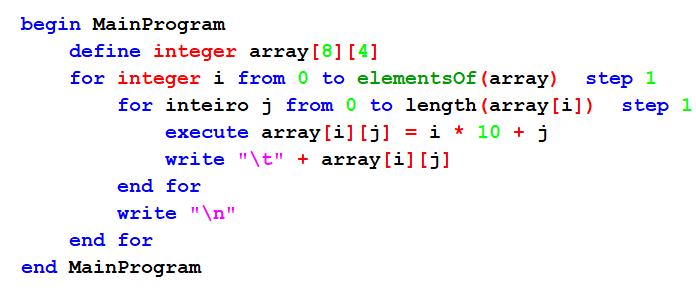 begin MainProgram
    define integer array[8][4]
    for integer i from 0 to elementsOf(array)  step 1
        for inteiro j from 0 to length(array[i])  step 1
            execute array[i][j] = i * 10 + j
            write "\t" + array[i][j]
        end for
        write "\n"
    end for
end MainProgram